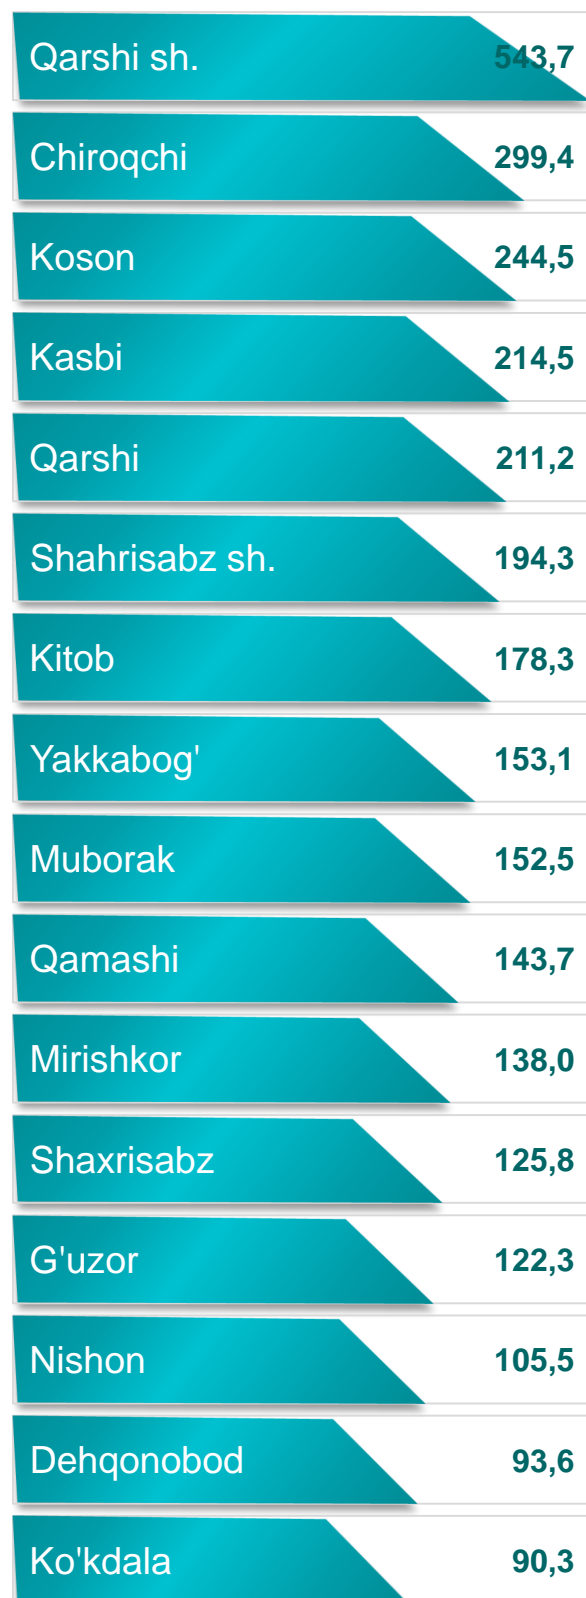 Qarshi sh. 543,7
Chiroqchi 299,4
Koson 244,5
Kasbi 214,5
Qarshi 211,2
Shahrisabz sh. 194,3
Kitob 178,3
Yakkabog' 153,1
Muborak 152,5
Qamashi 143,7
Mirishkor 138,0
Shaxrisabz 125,8
G'uzor 122,3
Nishon 105,5
Dehqonobod 93,6
Ko'kdala 90,3